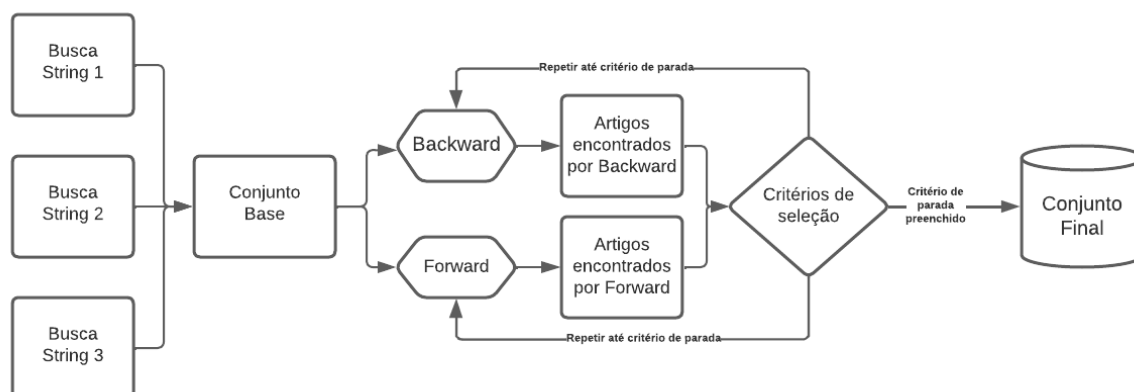 Busca
String 1
Busca
String 2
Busca
String 3
Conjunto
Base
Repetir até critério de parada
Backward
Artigos
encontrados
por Backward
Forward
Artigos
encontrados
por Forward
Repetir até critério de parada
Critérios de
seleção
Critério de
parada
preenchido
Conjunto
Final